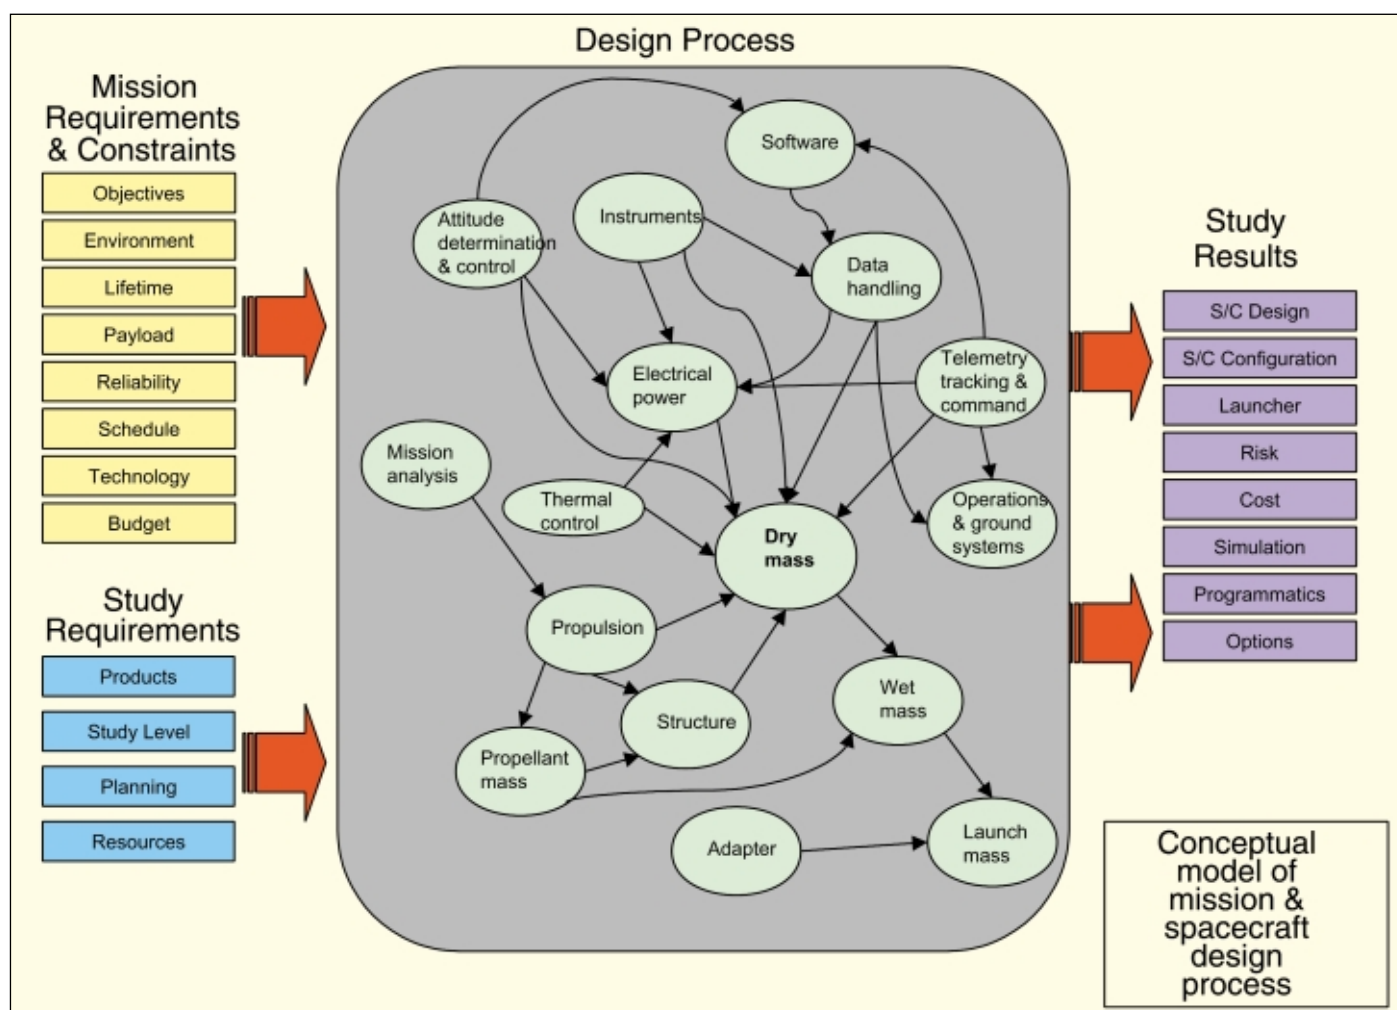 Design Process
Mission
Requirements
& Constraints
Objectives
Environment
Lifetime
Payload
Reliability
Schedule
Technology
Budget
Study
Requirements
Products
Study Level
Planning
Resources
Software
Attitude
determination
& control
Instruments
Data
handling
Electrical
power
Telemetry
tracking &
command
Mission
analysis
Thermal
control
Operations
& ground
systems
Dry
mass
Propulsion
Structure
Wet
mass
Propellant
mass
Adapter
Launch
mass
Study
Results
S/C Design
S/C Configuration
Launcher
Risk
Cost
Simulation
Programmatics
Options
Conceptual
model of
mission &
spacecraft
design
process